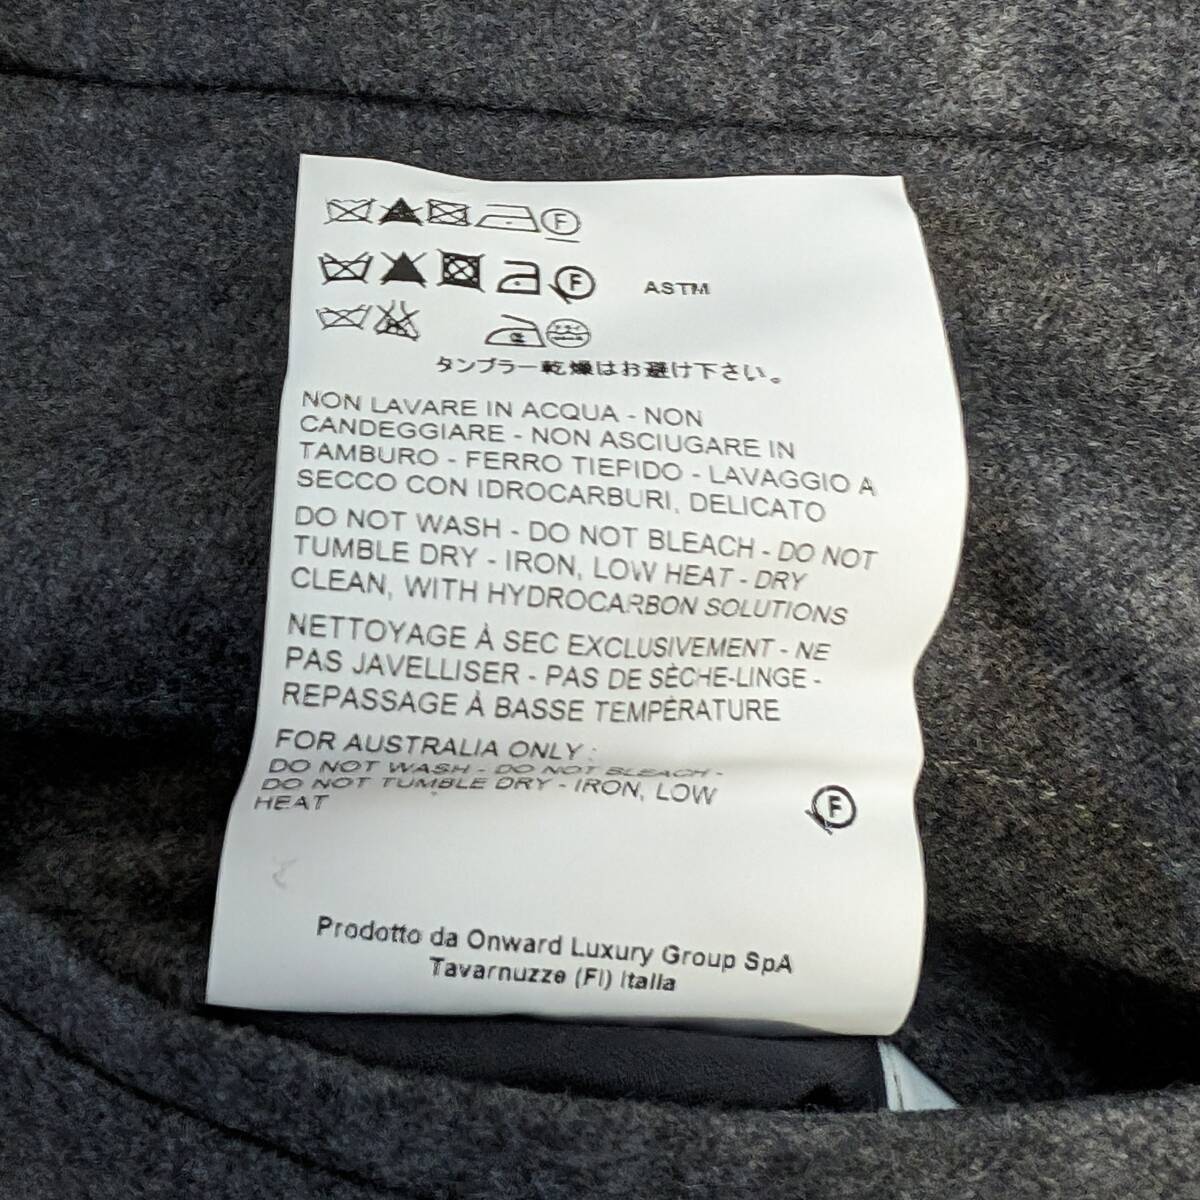 F
F ASTM
ドライ
タンブラー乾燥はお避け下さい。
NON LAVARE IN ACQUA - NON
CANDEGGIARE - NON ASCIUGARE IN
TAMBURO - FERRO TIEPIDO - LAVAGGIO A
SECCO CON IDROCARBURI, DELICATO
DO NOT WASH - DO NOT BLEACH - DO NOT
TUMBLE DRY - IRON, LOW HEAT - DRY
CLEAN, WITH HYDROCARBON SOLUTIONS
NETTOYAGE À SEC EXCLUSIVEMENT - NE
PAS JAVELLISER - PAS DE SÈCHE-LINGE -
REPASSAGE À BASSE TEMPÉRATURE
FOR AUSTRALIA ONLY :
DO NOT WASH - DO NOT BLEACH -
DO NOT TUMBLE DRY - IRON, LOW
HEAT
F
Prodotto da Onward Luxury Group SpA
Tavarnuzze (FI) Italia